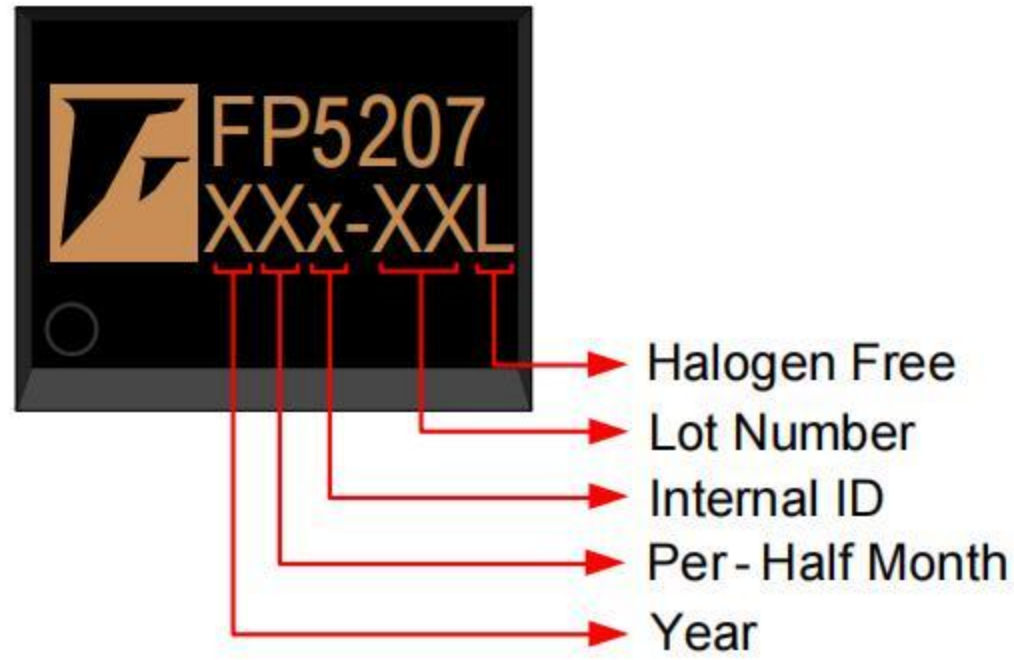 FP5207
XXx-XXL
Halogen Free
Lot Number
Internal ID
Per-Half Month
Year